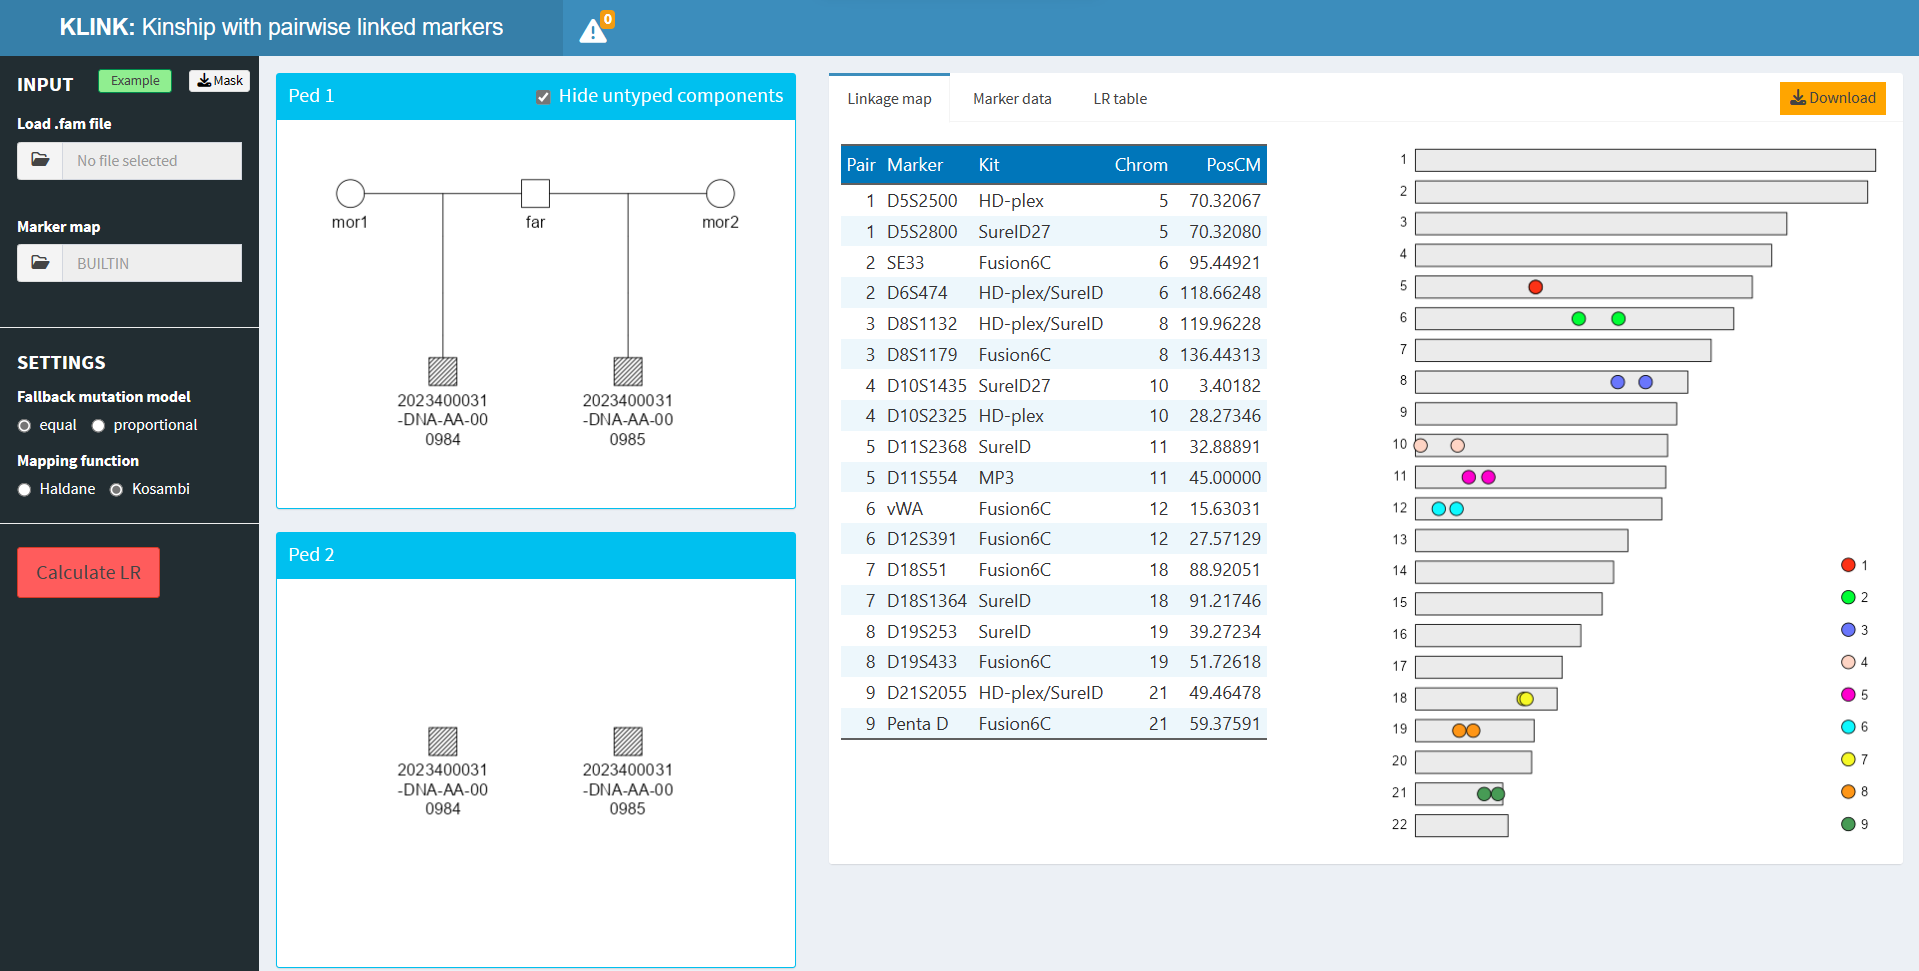 KLINK: Kinship with pairwise linked markers
0
INPUT
Example
Mask
Load .fam file
No file selected
Marker map
BUILTIN
SETTINGS
Fallback mutation model
equal
proportional
Mapping function
Haldane
Kosambi
Calculate LR
Ped 1
Hide untyped components
mor1
far
mor2
2023400031
-DNA-AA-00
0984
2023400031
-DNA-AA-00
0985
Ped 2
2023400031
-DNA-AA-00
0984
2023400031
-DNA-AA-00
0985
Linkage map
Marker data
LR table
Download
Pair Marker Kit Chrom PosCM
1 D5S2500 HD-plex 5 70.32067
1 D5S2800 SureID27 5 70.32080
2 SE33 Fusion6C 6 95.44921
2 D6S474 HD-plex/SureID 6 118.66248
3 D8S1132 HD-plex/SureID 8 119.96228
3 D8S1179 Fusion6C 8 136.44313
4 D10S1435 SureID27 10 3.40182
4 D10S2325 HD-plex 10 28.27346
5 D11S2368 SureID 11 32.88891
5 D11S554 MP3 11 45.00000
6 vWA Fusion6C 12 15.63031
6 D12S391 Fusion6C 12 27.57129
7 D18S51 Fusion6C 18 88.92051
7 D18S1364 SureID 18 91.21746
8 D19S253 SureID 19 39.27234
8 D19S433 Fusion6C 19 51.72618
9 D21S2055 HD-plex/SureID 21 49.46478
9 Penta D Fusion6C 21 59.37591
1
2
3
4
5
6
7
8
9
10
11
12
13
14
15
16
17
18
19
20
21
22
1
2
3
4
5
6
7
8
9